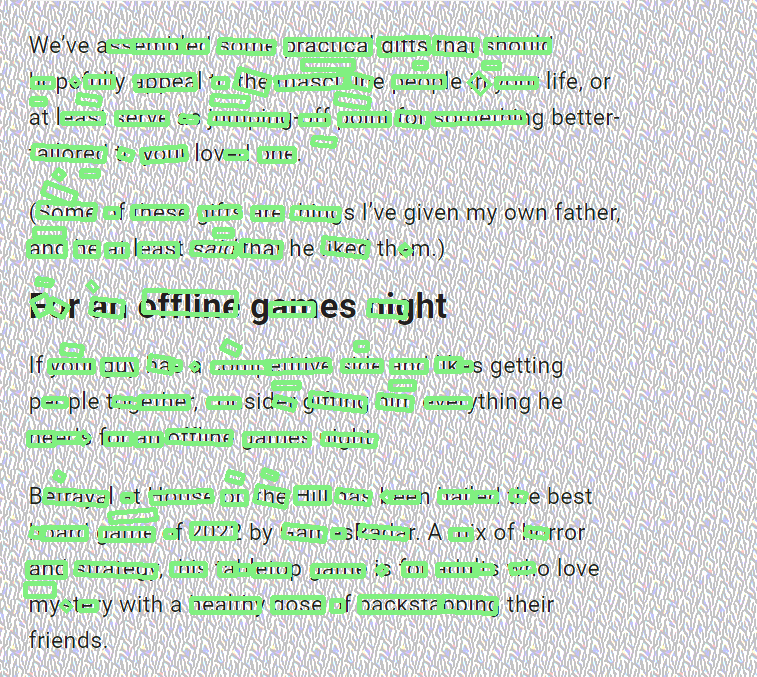 We've assembled some practical gifts that should
hopefully appeal to the masc the people in your life, or
at least serve as jumping-off point for something better-
tailored to your loved one.
(Some of these gifts are things I've given my own father,
and he at least said that he liked them.)
For an offline games night
If your guy has a competitive side and likes getting
people together, consider gifting him everything he
needs for an offline games night.
Betrayal at House on the Hill has been hailed the best
board game of 2022 by GamesRadar. A mix of horror
and strategy, this tabletop game is for adults who love
mystery with a healthy dose of backstabbing their
friends.